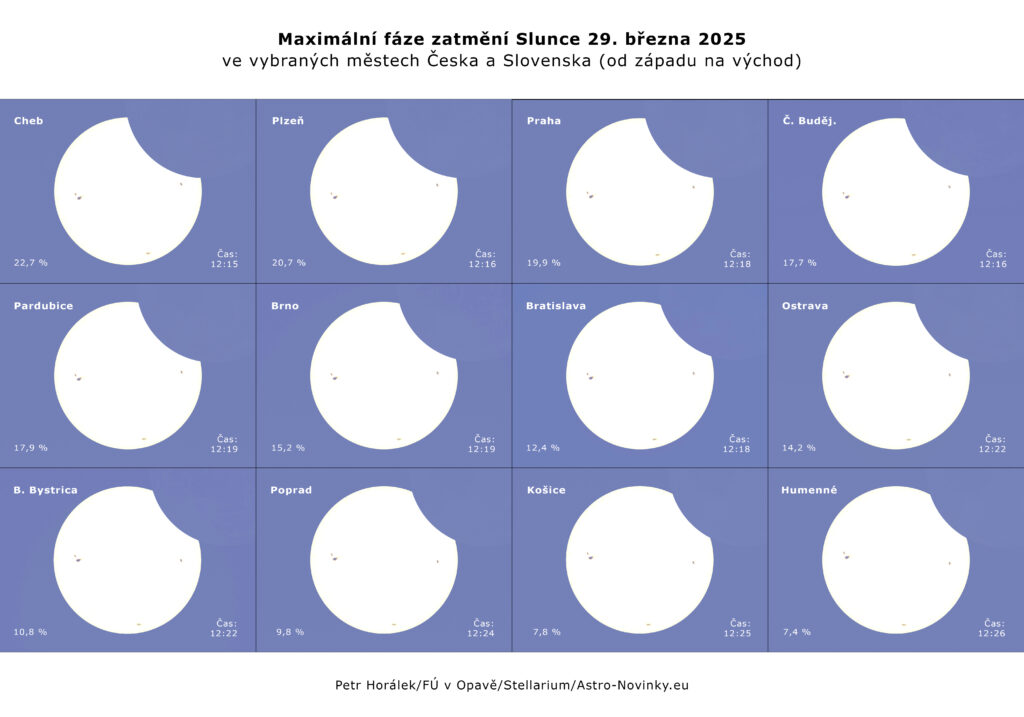 Maximální fáze zatmění Slunce 29. března 2025
ve vybraných městech Česka a Slovenska (od západu na východ)
Cheb
22,7 %
Čas:
12:15
Plzeň
20,7 %
Čas:
12:16
Praha
19,9 %
Čas:
12:18
Č. Buděj.
17,7 %
Čas:
12:16
Pardubice
17,9 %
Čas:
12:19
Brno
15,2 %
Čas:
12:19
Bratislava
12,4 %
Čas:
12:18
Ostrava
14,2 %
Čas:
12:22
B. Bystrica
10,8 %
Čas:
12:22
Poprad
9,8 %
Čas:
12:24
Košice
7,8 %
Čas:
12:25
Humenné
7,4 %
Čas:
12:26
Petr Horálek/FÚ v Opavě/Stellarium/Astro-Novinky.eu